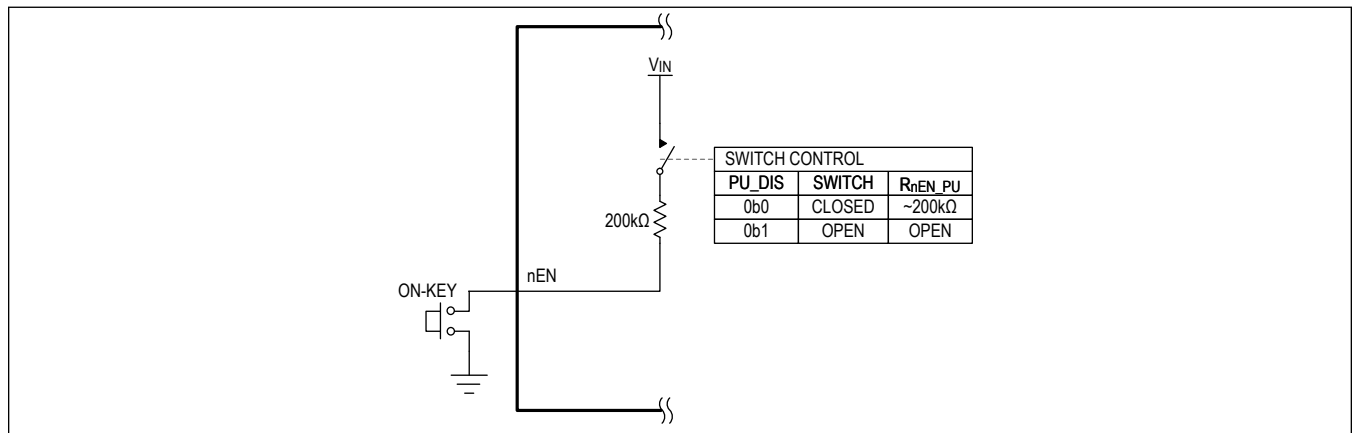 VIN
SWITCH CONTROL
PU_DIS SWITCH RnEN_PU
0b0 CLOSED ~200kΩ
0b1 OPEN OPEN
200kΩ
nEN
ON-KEY